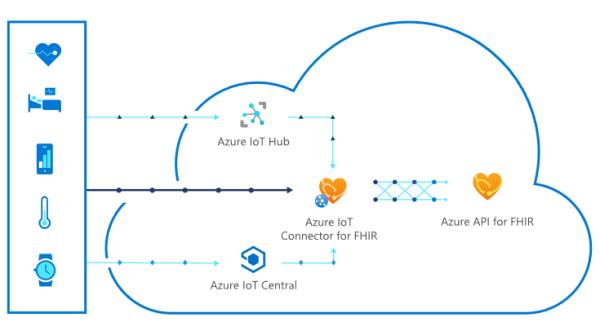 Azure IoT Hub
Azure IoT
Connector for FHIR
Azure API for FHIR
Azure IoT Central